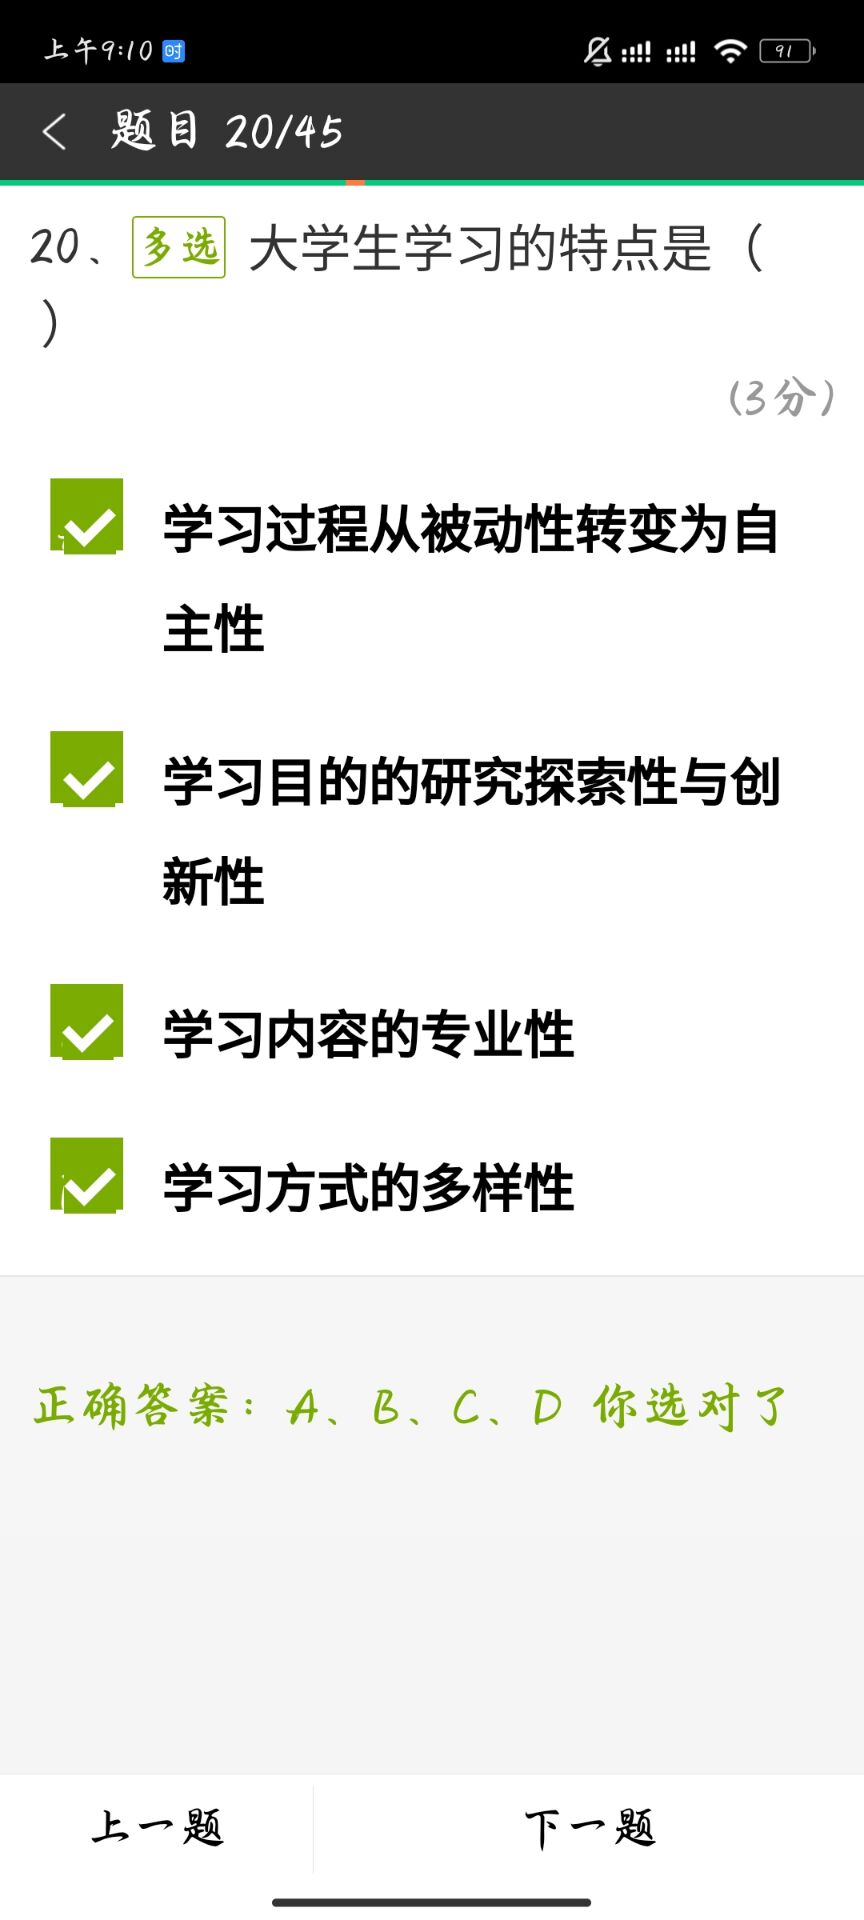 上午9:10 时 91
题目 20/45
20、多选 大学生学习的特点是（
）
(3分)
学习过程从被动性转变为自
主性
学习目的的研究探索性与创
新性
学习内容的专业性
学习方式的多样性
正确答案：A、B、C、D 你选对了
上一题 下一题